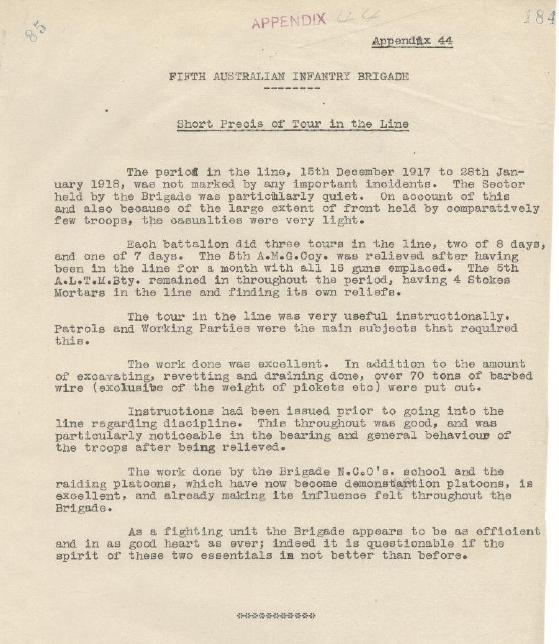 85
APPENDIX 44
184
Appendix 44
FIFTH AUSTRALIAN INFANTRY BRIGADE
--------
Short Precis of Tour in the Line
The period in the line, 15th December 1917 to 28th Jan-
uary 1918, was not marked by any important incidents. The Sector
held by the Brigade was particularly quiet. On account of this
and also because of the large extent of front held by comparatively
few troops, the casualties were very light.
Each battalion did three tours in the line, two of 8 days,
and one of 7 days. The 5th A.M.G.Coy. was relieved after having
been in the line for a month with all 15 guns emplaced. The 5th
A.L.T.M.Bty. remained in throughout the period, having 4 Stokes
Mortars in the line and finding its own reliefs.
The tour in the line was very useful instructionally.
Patrols and Working Parties were the main subjects that required
this.
The work done was excellent. In addition to the amount
of excavating, revetting and draining done, over 70 tons of barbed
wire (exclusive of the weight of pickets etc) were put out.
Instructions had been issued prior to going into the
line regarding discipline. This throughout was good, and was
particularly noticeable in the bearing and general behaviour of
the troops after being relieved.
The work done by the Brigade N.C.O's. school and the
raiding platoons, which have now become demonstartion platoons, is
excellent, and already making its influence felt throughout the
Brigade.
As a fighting unit the Brigade appears to be as efficient
and in as good heart as ever; indeed it is questionable if the
spirit of these two essentials is not better than before.
************